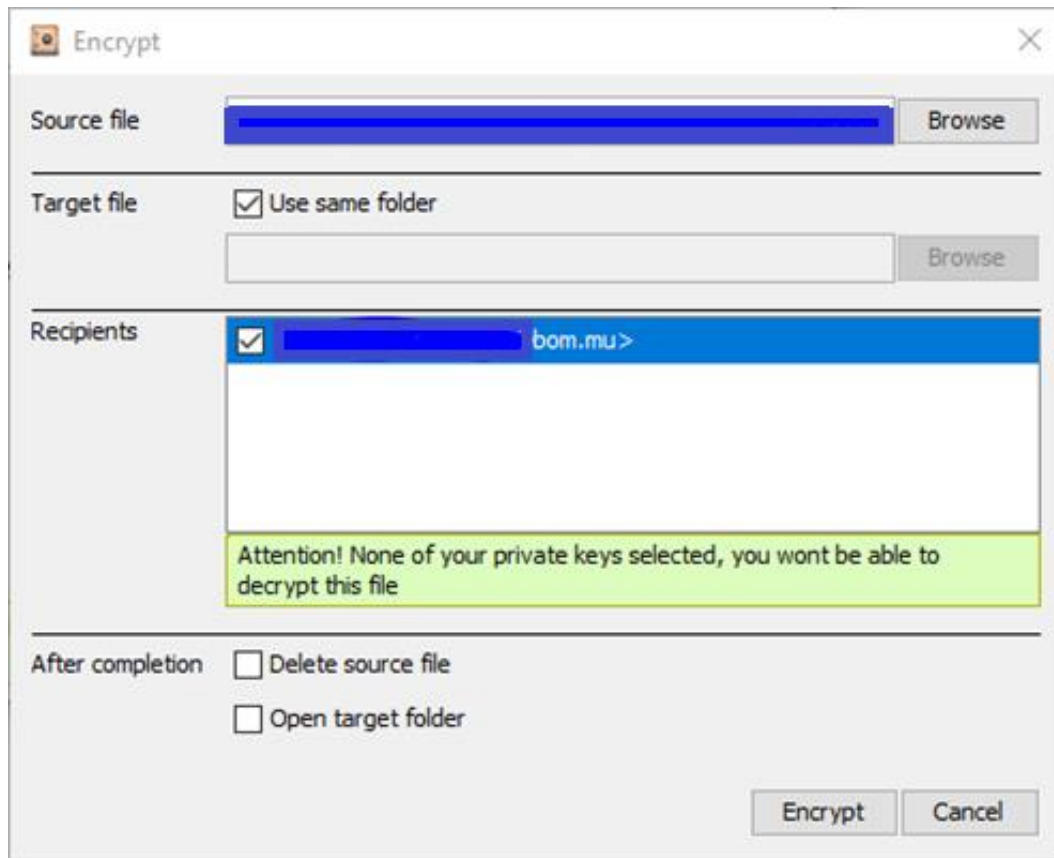 Encrypt
Source file Browse
Target file Use same folder
Browse
Recipients bom.mu>
Attention! None of your private keys selected, you wont be able to
decrypt this file
After completion Delete source file
Open target folder
Encrypt Cancel